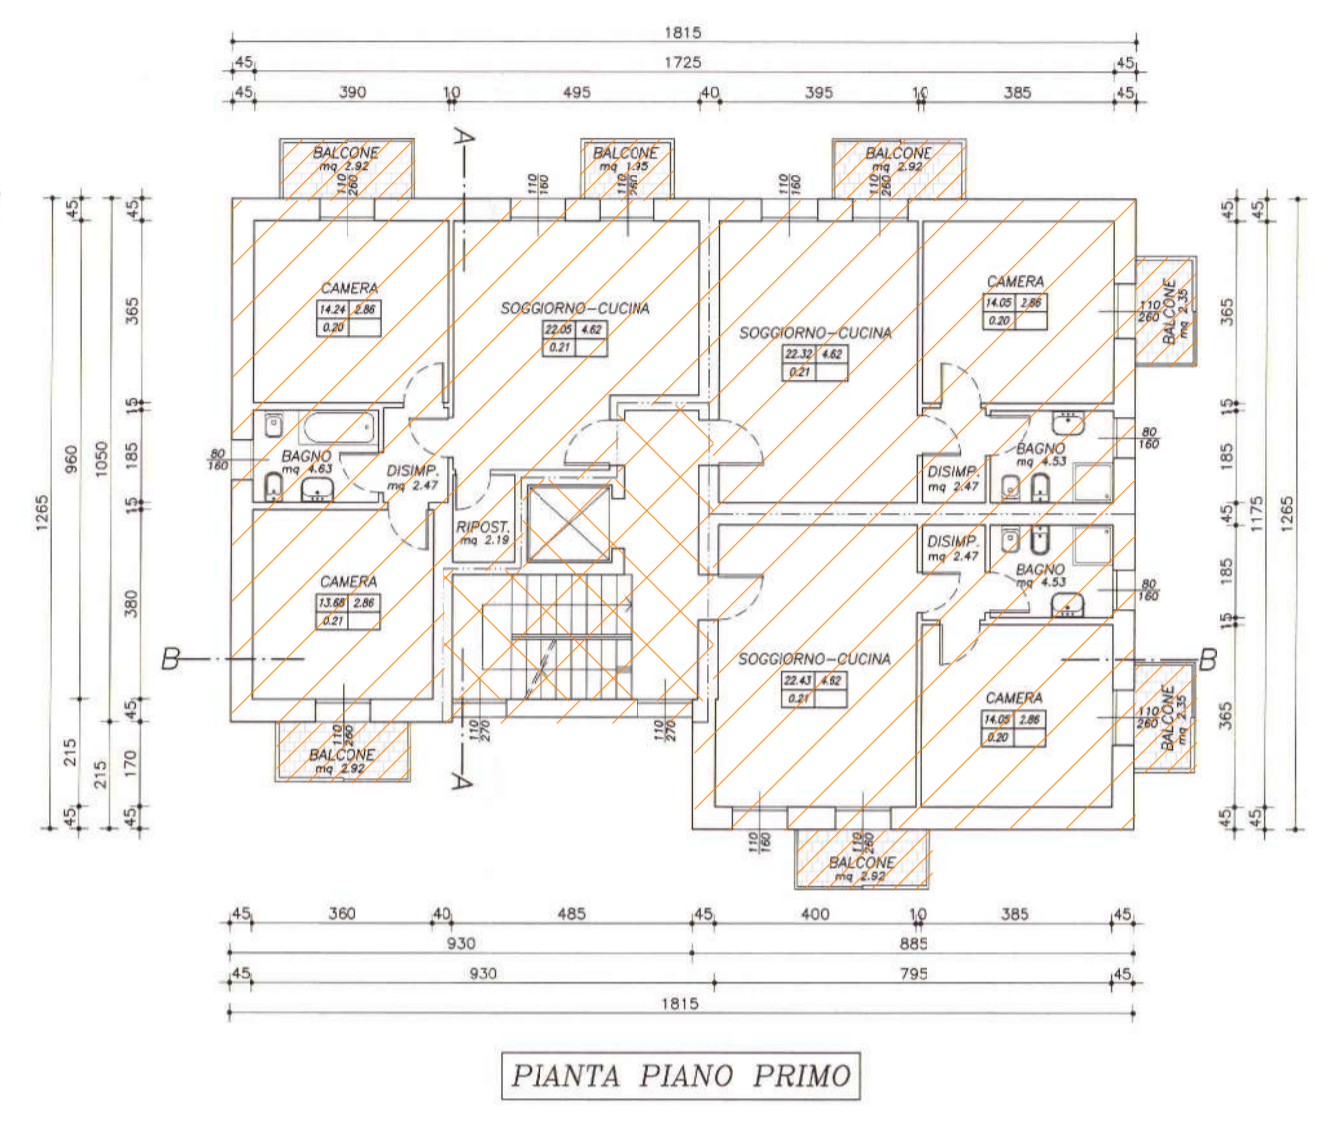 1815
45 1725 45
45 390 10 495 40 395 10 385 45
A
BALCONE
mq 2.92
110
260
110
160
BALCONE
mq 1.95
110
260
110
160
BALCONE
mq 2.92
110
260
45 45 45 45
CAMERA
14.24 2.86
0.20
SOGGIORNO-CUCINA
22.05 4.62
0.21
SOGGIORNO-CUCINA
22.32 4.62
0.21
CAMERA
14.05 2.86
0.20
110
260
BALCONE
mq 2.35
365 365
15 15
80
160
BAGNO
mq 4.63
DISIMP.
mq 2.47
DISIMP.
mq 2.47
BAGNO
mq 4.53
80
160
1265 960 1050 185 185 1175 1265
15 45
RIPOST.
mq 2.19
DISIMP.
mq 2.47
BAGNO
mq 4.53
80
160
CAMERA
13.68 2.86
0.21
380 185
15
B B
SOGGIORNO-CUCINA
22.43 4.62
0.21
CAMERA
14.05 2.86
0.20
110
260
BALCONE
mq 2.35
45 365
110
260
BALCONE
mq 2.92
110
270
110
270
215 215 170
A
45 45 45 45
110
160
110
260
BALCONE
mq 2.92
45 360 40 485 45 400 10 385 45
930 885
45 930 795 45
1815
PIANTA PIANO PRIMO